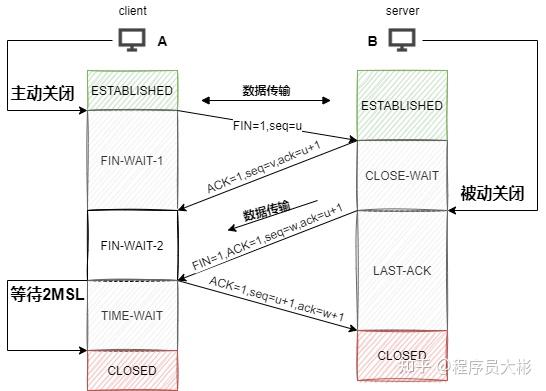 client
server
A
B
主动关闭
ESTABLISHED
数据传输
ESTABLISHED
FIN=1,seq=u
FIN-WAIT-1
ACK=1,seq=v,ack=u+1
CLOSE-WAIT
被动关闭
数据传输
FIN-WAIT-2
FIN=1,ACK=1,seq=w,ack=u+1
LAST-ACK
等待2MSL
ACK=1,seq=u+1,ack=w+1
TIME-WAIT
CLOSED
CLOSED
知乎 @程序员大彬